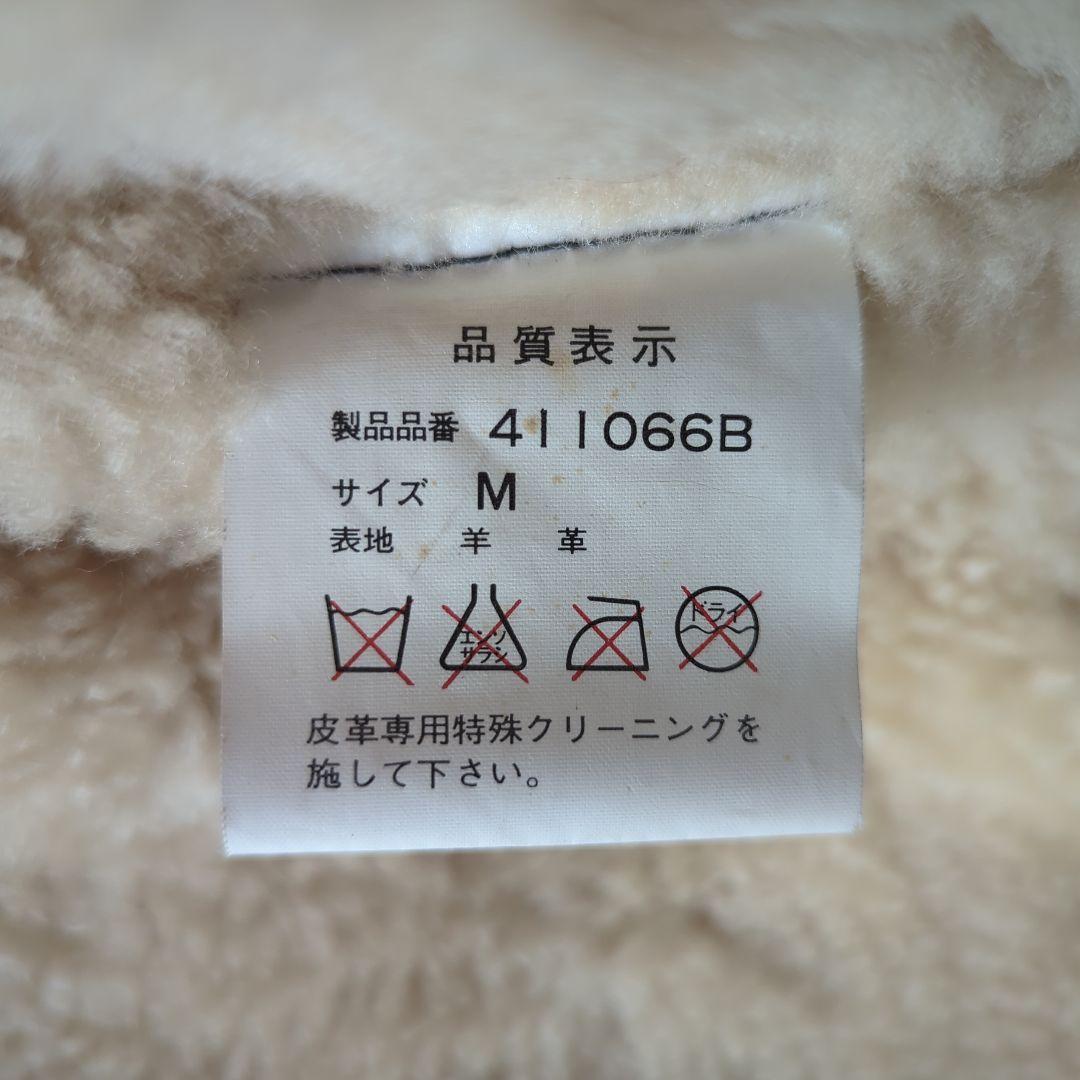 品質表示
製品品番 411066B
サイズ M
表地 羊革
エンソ
サラシ
ドライ
皮革専用特殊クリーニングを
施して下さい。